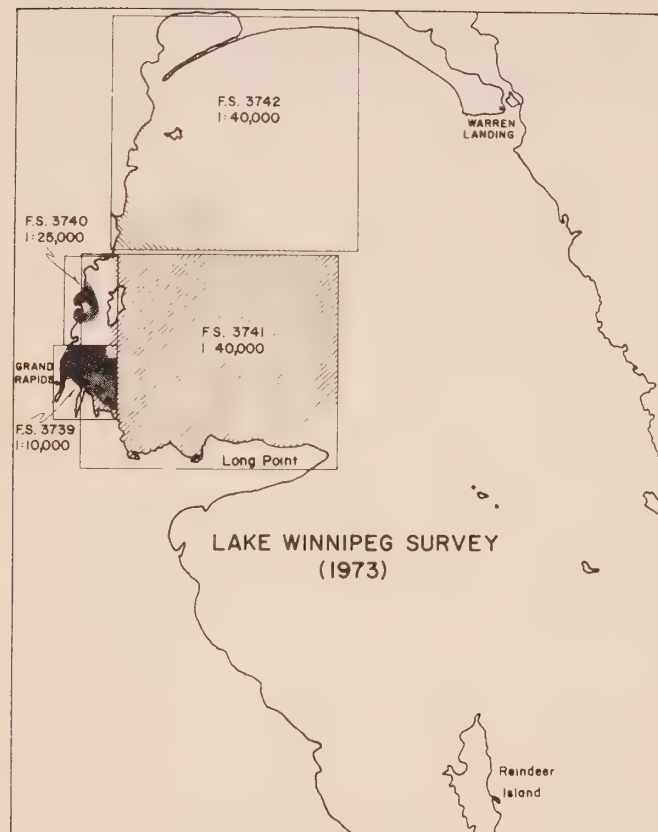 F.S. 3742
1:40,000
WARREN
LANDING
F.S. 3740
1:25,000
F.S. 3741
1:40,000
GRAND
RAPIDS
F.S. 3739
1:10,000
Long Point
LAKE WINNIPEG SURVEY
(1973)
Reindeer
Island